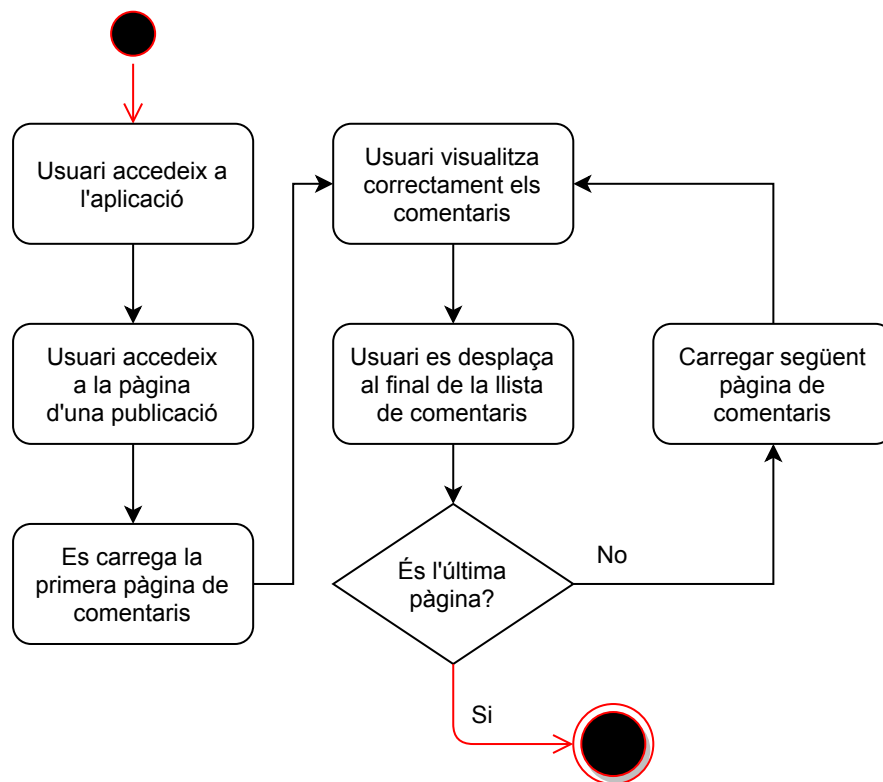 Usuari accedeix a
l'aplicació
Usuari accedeix
a la pàgina
d'una publicació
Es carrega la
primera pàgina de
comentaris
Usuari visualitza
correctament els
comentaris
Usuari es desplaça
al final de la llista
de comentaris
És l'última
pàgina?
No
Si
Carregar següent
pàgina de
comentaris